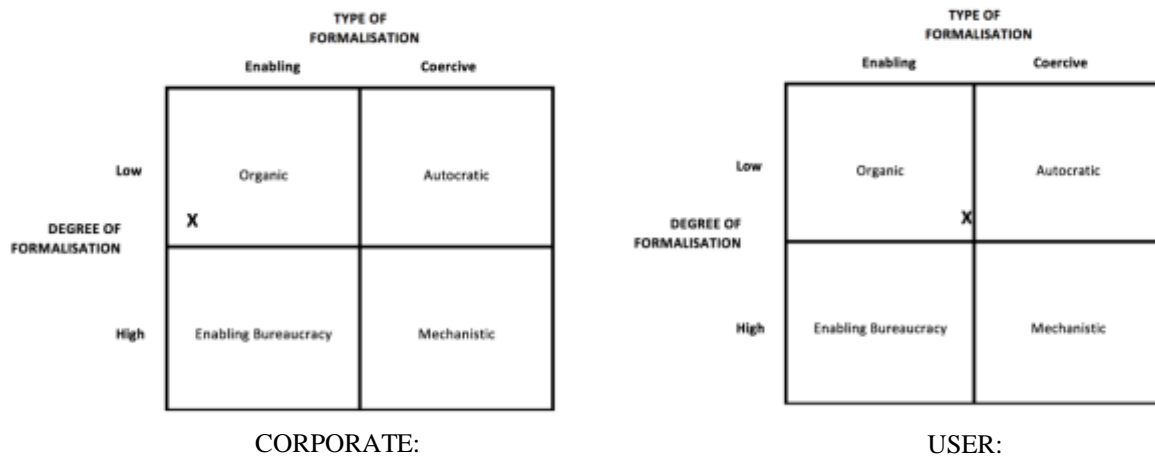 TYPE OF
FORMALISATION
Enabling Coercive
Low
Organic Autocratic
X
DEGREE OF
FORMALISATION
High
Enabling Bureaucracy Mechanistic
CORPORATE:
TYPE OF
FORMALISATION
Enabling Coercive
Low
Organic Autocratic
X
DEGREE OF
FORMALISATION
High
Enabling Bureaucracy Mechanistic
USER: